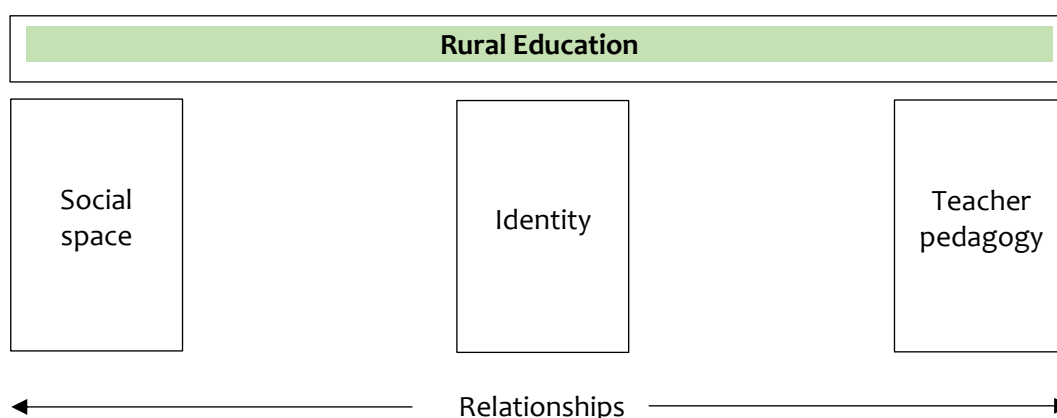 Rural Education
Social
space
Identity
Teacher
pedagogy
Relationships